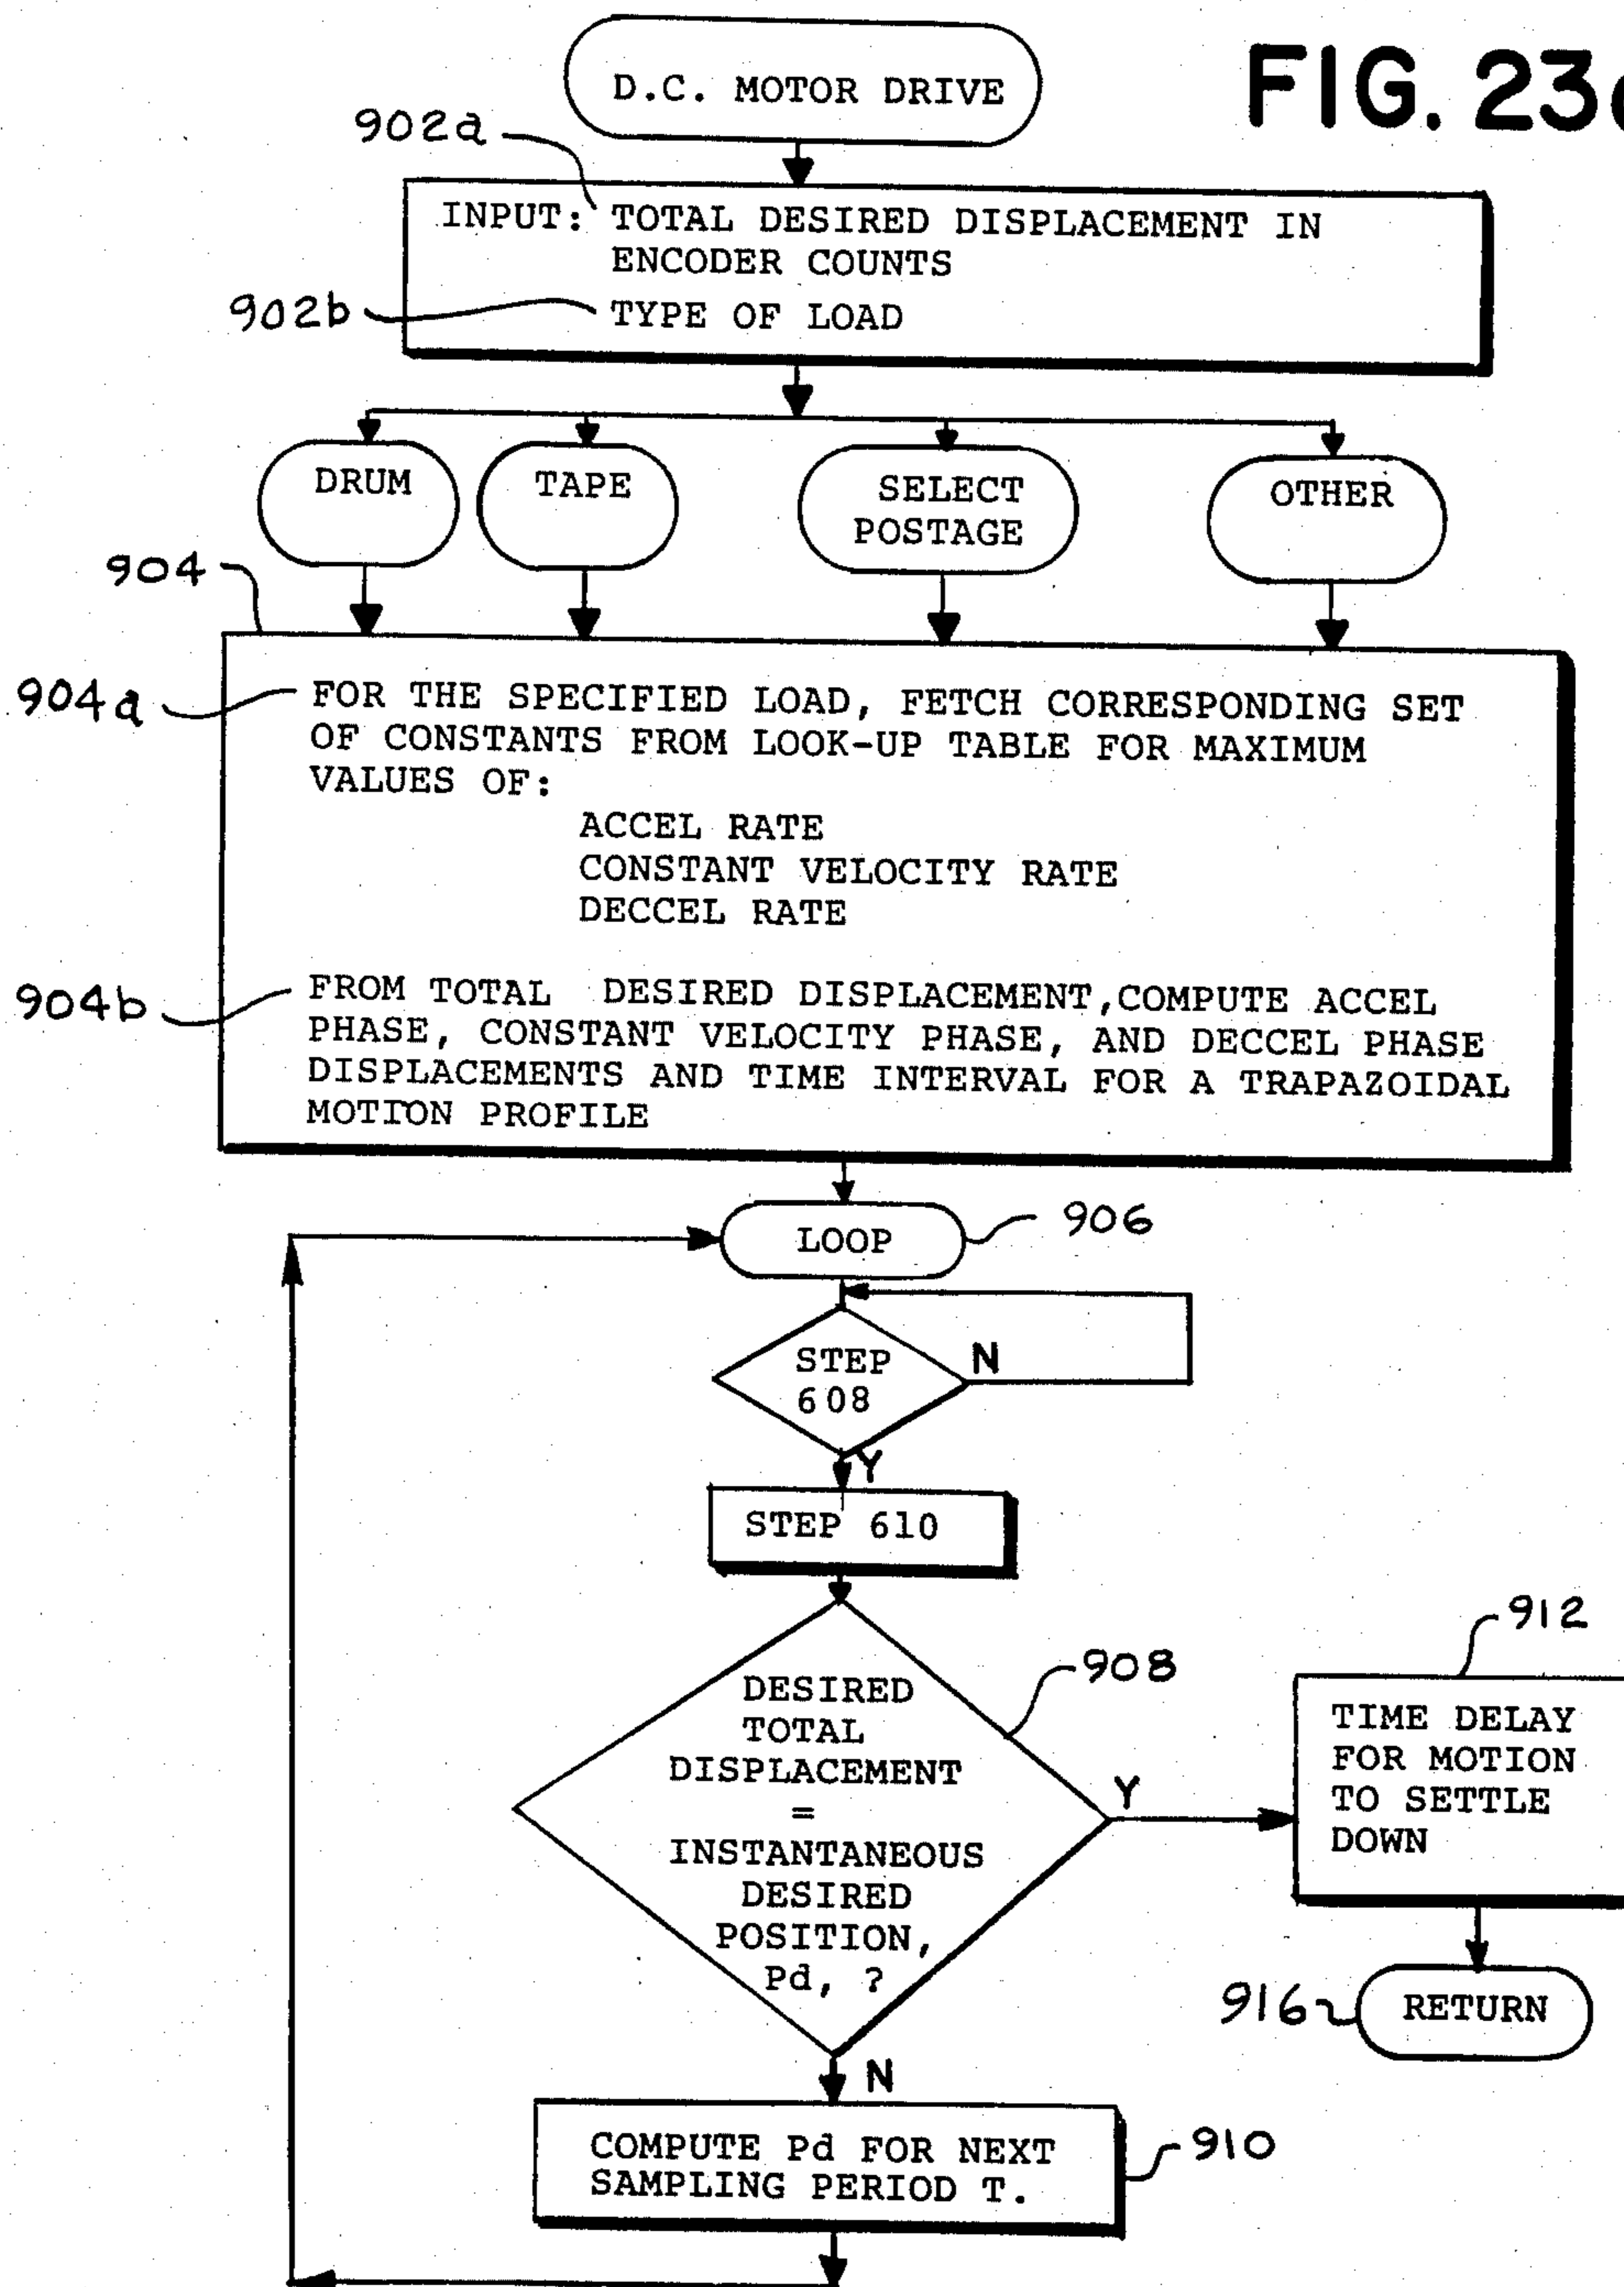 FIG. 23
D.C. MOTOR DRIVE
902a
INPUT: TOTAL DESIRED DISPLACEMENT IN
ENCODER COUNTS
902b
TYPE OF LOAD
DRUM
TAPE
SELECT
POSTAGE
OTHER
904
904a
FOR THE SPECIFIED LOAD, FETCH CORRESPONDING SET
OF CONSTANTS FROM LOOK-UP TABLE FOR MAXIMUM
VALUES OF:
ACCEL RATE
CONSTANT VELOCITY RATE
DECCEL RATE
904b
FROM TOTAL DESIRED DISPLACEMENT,COMPUTE ACCEL
PHASE, CONSTANT VELOCITY PHASE, AND DECCEL PHASE
DISPLACEMENTS AND TIME INTERVAL FOR A TRAPAZOIDAL
MOTION PROFILE
LOOP
906
STEP
608
N
Y
STEP 610
908
DESIRED
TOTAL
DISPLACEMENT
=
INSTANTANEOUS
DESIRED
POSITION,
Pd, ?
Y
912
TIME DELAY
FOR MOTION
TO SETTLE
DOWN
916
RETURN
N
COMPUTE Pd FOR NEXT
SAMPLING PERIOD T.
910